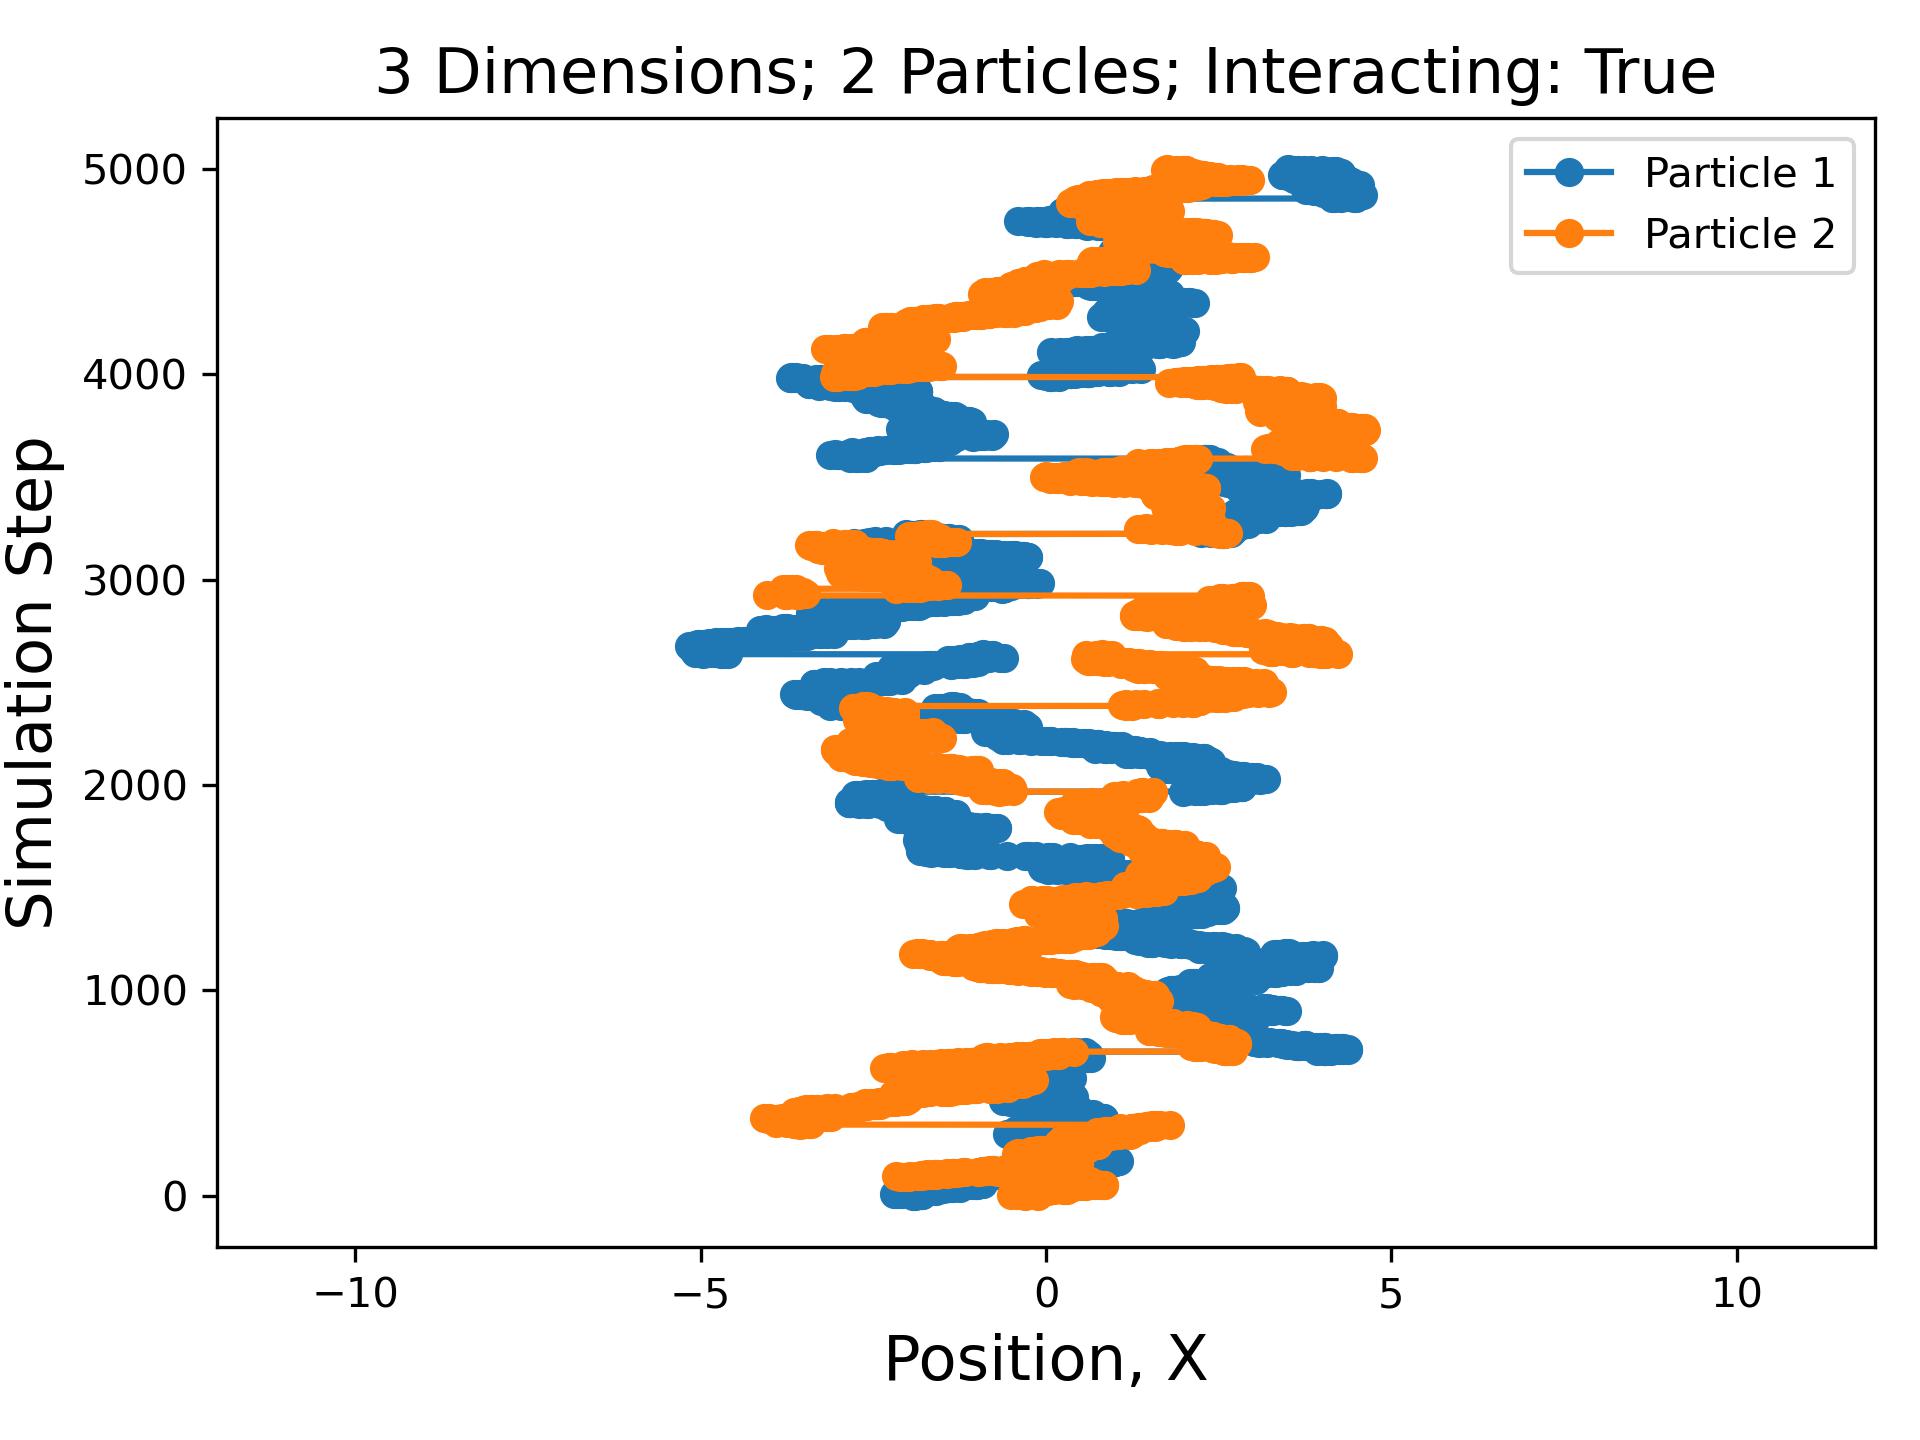 3 Dimensions; 2 Particles; Interacting: True
Particle 1
Particle 2
Simulation Step
5000
4000
3000
2000
1000
0
−10
−5
0
5
10
Position, X